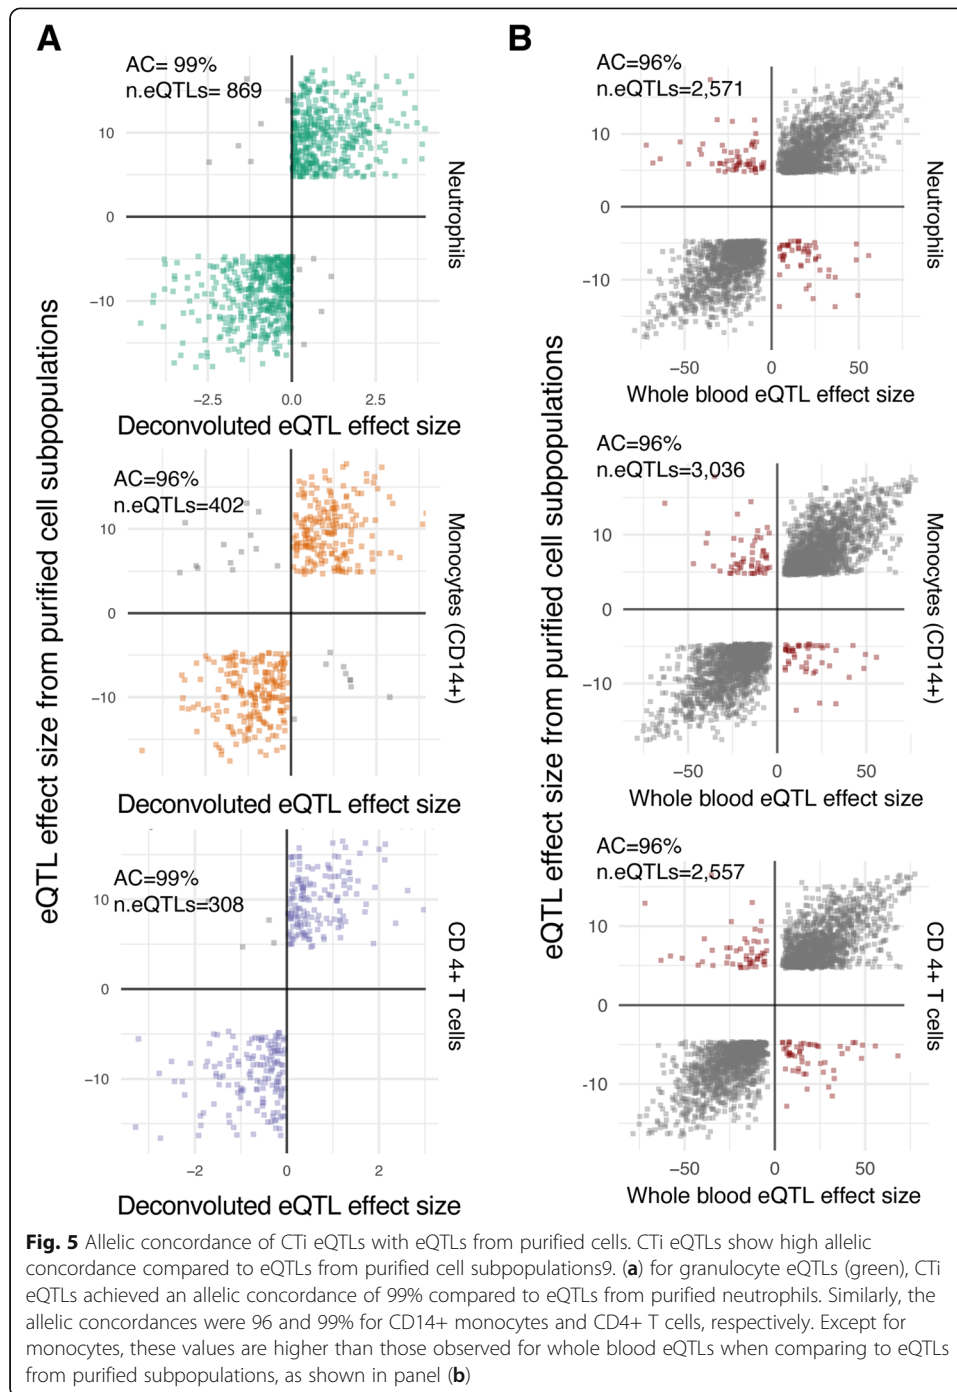 A
AC= 99%
n.eQTLs= 869
10
0
−10
−2.5
0.0
2.5
Deconvoluted eQTL effect size
Neutrophils
AC=96%
n.eQTLs=402
10
0
−10
Deconvoluted eQTL effect size
Monocytes (CD14+)
AC=99%
n.eQTLs=308
10
0
−10
−2
0
2
Deconvoluted eQTL effect size
CD 4+ T cells
eQTL effect size from purified cell subpopulations
B
AC=96%
n.eQTLs=2,571
10
0
−10
−50
0
50
Whole blood eQTL effect size
Neutrophils
AC=96%
n.eQTLs=3,036
10
0
−10
−50
0
50
Whole blood eQTL effect size
Monocytes (CD14+)
AC=96%
n.eQTLs=2,557
10
0
-10
−50
0
50
Whole blood eQTL effect size
CD 4+ T cells
eQTL effect size from purified cell subpopulations
Fig. 5 Allelic concordance of CTi eQTLs with eQTLs from purified cells. CTi eQTLs show high allelic
concordance compared to eQTLs from purified cell subpopulations9. (a) for granulocyte eQTLs (green), CTi
eQTLs achieved an allelic concordance of 99% compared to eQTLs from purified neutrophils. Similarly, the
allelic concordances were 96 and 99% for CD14+ monocytes and CD4+ T cells, respectively. Except for
monocytes, these values are higher than those observed for whole blood eQTLs when comparing to eQTLs
from purified subpopulations, as shown in panel (b)